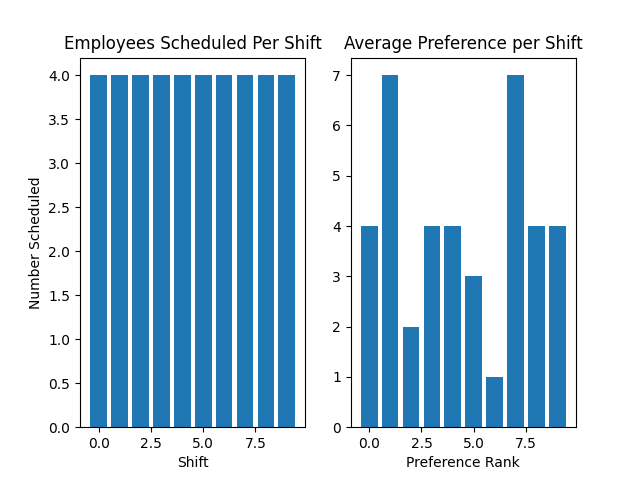 Employees Scheduled Per Shift
Number Scheduled
4.0
3.5
3.0
2.5
2.0
1.5
1.0
0.5
0.0
0.0 2.5 5.0 7.5
Shift
Average Preference per Shift
7
6
5
4
3
2
1
0
0.0 2.5 5.0 7.5
Preference Rank